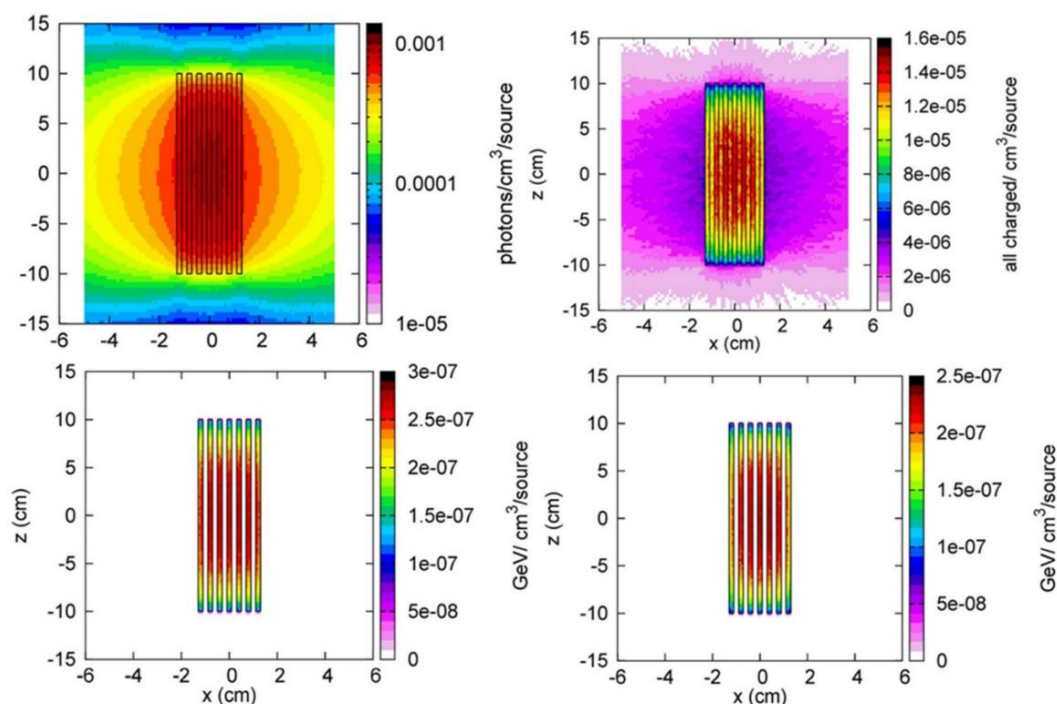 15
10
5
0
-5
-10
-15
-6 -4 -2 0 2 4 6
0.001
0.0001
1e-05
photons/cm³/source
z (cm)
15
10
5
0
-5
-10
-15
-6 -4 -2 0 2 4 6
x (cm)
1.6e-05
1.4e-05
1.2e-05
1e-05
8e-06
6e-06
4e-06
2e-06
0
all charged/ cm³/source
z (cm)
15
10
5
0
-5
-10
-15
-6 -4 -2 0 2 4 6
x (cm)
3e-07
2.5e-07
2e-07
1.5e-07
1e-07
5e-08
0
GeV/ cm³/source
z (cm)
15
10
5
0
-5
-10
-15
-6 -4 -2 0 2 4 6
x (cm)
2.5e-07
2e-07
1.5e-07
1e-07
5e-08
0
GeV/ cm³/source